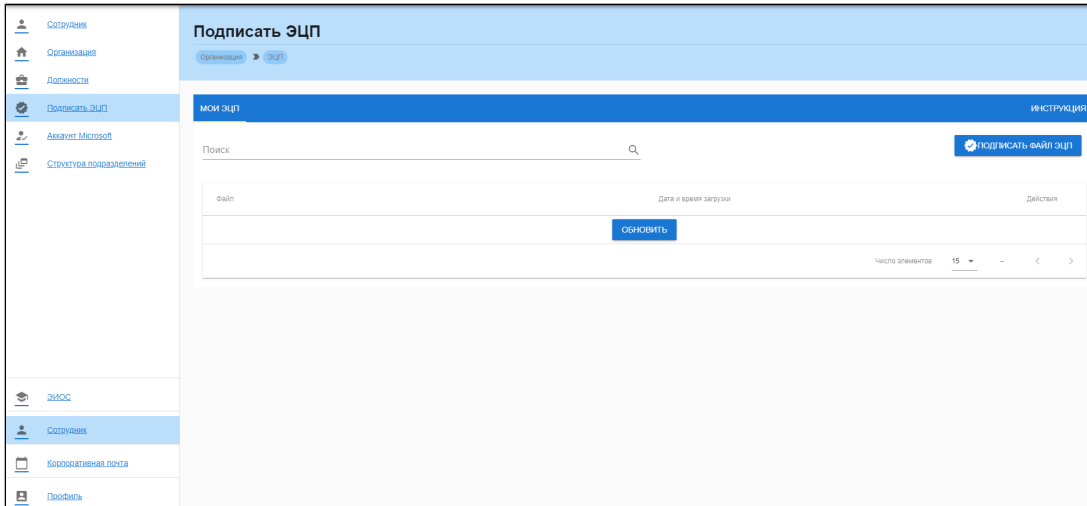 Сотрудник
Организация
Должности
Подписать ЭЦП
Аккаунт Microsoft
Структура подразделений
ЭИОС
Сотрудник
Корпоративная почта
Профиль
Подписать ЭЦП
Организация ЭЦП
МОИ ЭЦП ИНСТРУКЦИЯ
Поиск ПОДПИСАТЬ ФАЙЛ ЭЦП
Файл Дата и время загрузки Действия
ОБНОВИТЬ
Число элементов 15 –